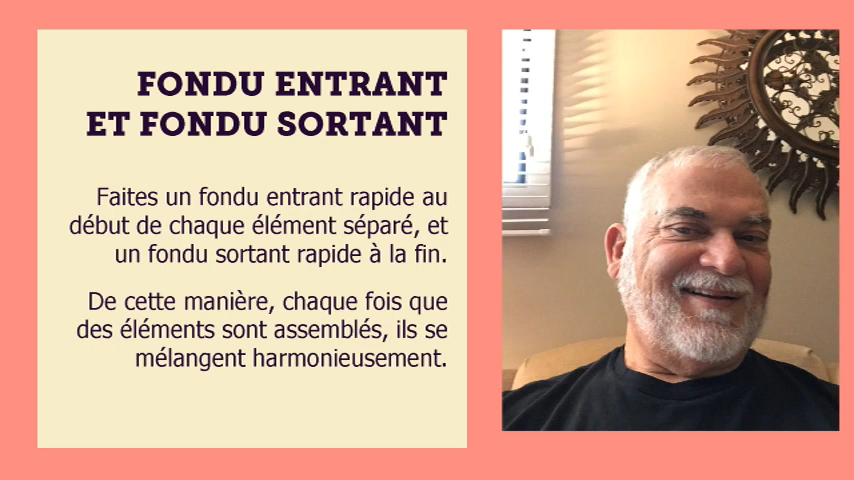 FONDU ENTRANT
ET FONDU SORTANT
Faites un fondu entrant rapide au
début de chaque élément séparé, et
un fondu sortant rapide à la fin.
De cette manière, chaque fois que
des éléments sont assemblés, ils se
mélangent harmonieusement.